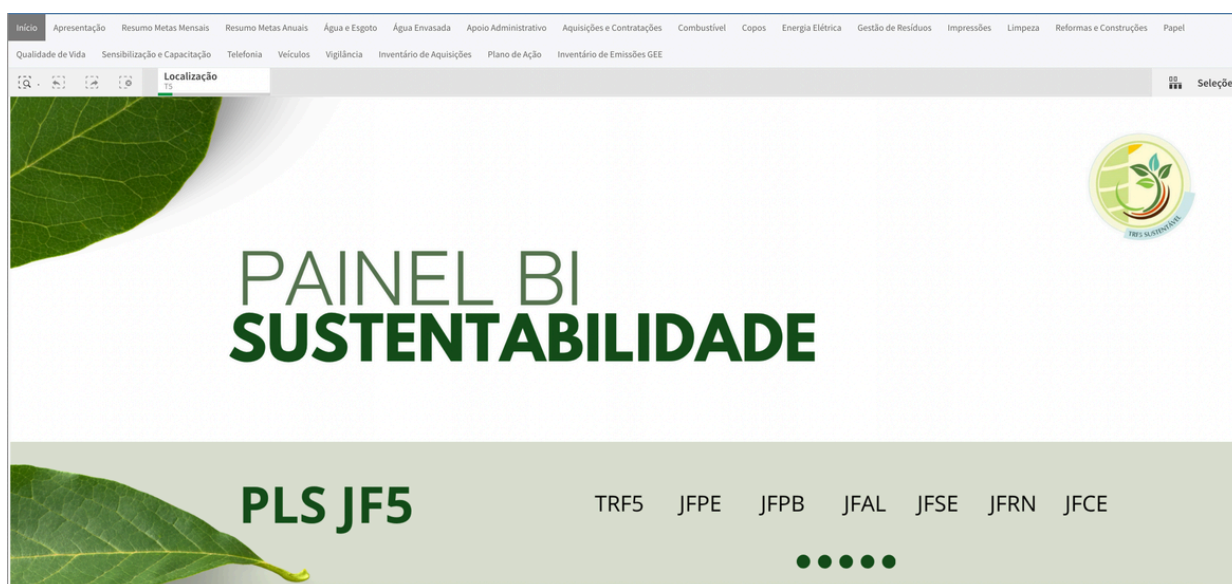 Início Apresentação Resumo Metas Mensais Resumo Metas Anuais Água e Esgoto Água Envasada Apoio Administrativo Aquisições e Contratações Combustível Copos Energia Elétrica Gestão de Resíduos Impressões Limpeza Reformas e Construções Papel
Qualidade de Vida Sensibilização e Capacitação Telefonia Veículos Vigilância Inventário de Aquisições Plano de Ação Inventário de Emissões GEE
Localização
T5
Seleçõe
TRF5 SUSTENTÁVEL
PAINEL BI
SUSTENTABILIDADE
PLS JF5
TRF5 JFPE JFPB JFAL JFSE JFRN JFCE